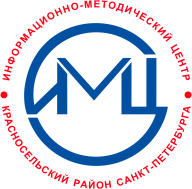 ИНФОРМАЦИОННО-МЕТОДИЧЕСКИЙ ЦЕНТР
ИМЦ
КРАСНОСЕЛЬСКИЙ РАЙОН САНКТ-ПЕТЕРБУРГА